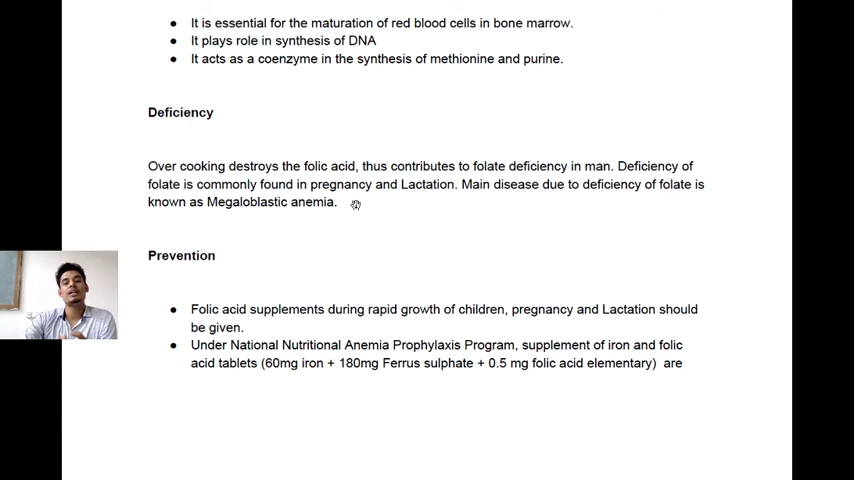 ● It is essential for the maturation of red blood cells in bone marrow.
● It plays role in synthesis of DNA
● It acts as a coenzyme in the synthesis of methionine and purine.
Deficiency
Over cooking destroys the folic acid, thus contributes to folate deficiency in man. Deficiency of
folate is commonly found in pregnancy and Lactation. Main disease due to deficiency of folate is
known as Megaloblastic anemia.
Prevention
● Folic acid supplements during rapid growth of children, pregnancy and Lactation should
be given.
● Under National Nutritional Anemia Prophylaxis Program, supplement of iron and folic
acid tablets (60mg iron + 180mg Ferrus sulphate + 0.5 mg folic acid elementary) are